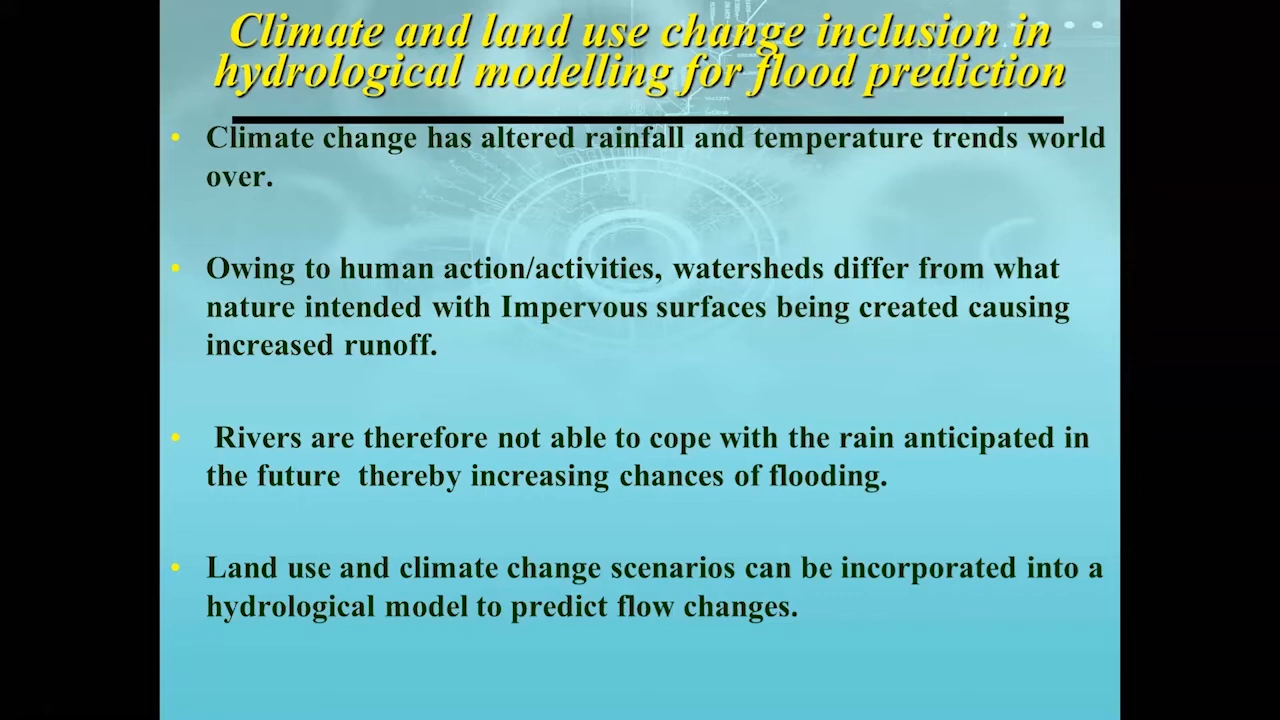 Climate and land use change inclusion in
hydrological modelling for flood prediction
• Climate change has altered rainfall and temperature trends world
over.
• Owing to human action/activities, watersheds differ from what
nature intended with Impervous surfaces being created causing
increased runoff.
• Rivers are therefore not able to cope with the rain anticipated in
the future thereby increasing chances of flooding.
• Land use and climate change scenarios can be incorporated into a
hydrological model to predict flow changes.